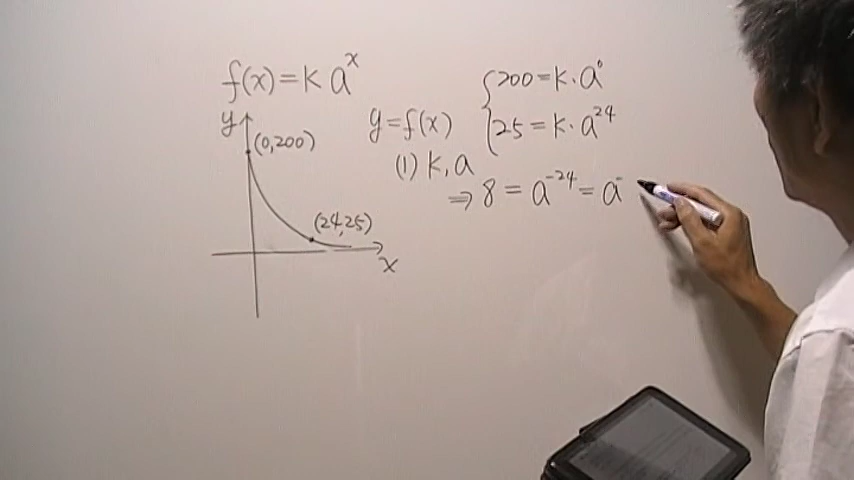 f(x) = k a^x
y
(0,200)
(24,25)
x
y = f(x)
(1) k, a
200 = k · a^0
25 = k · a^24
⇒ 8 = a^-24 = a^-